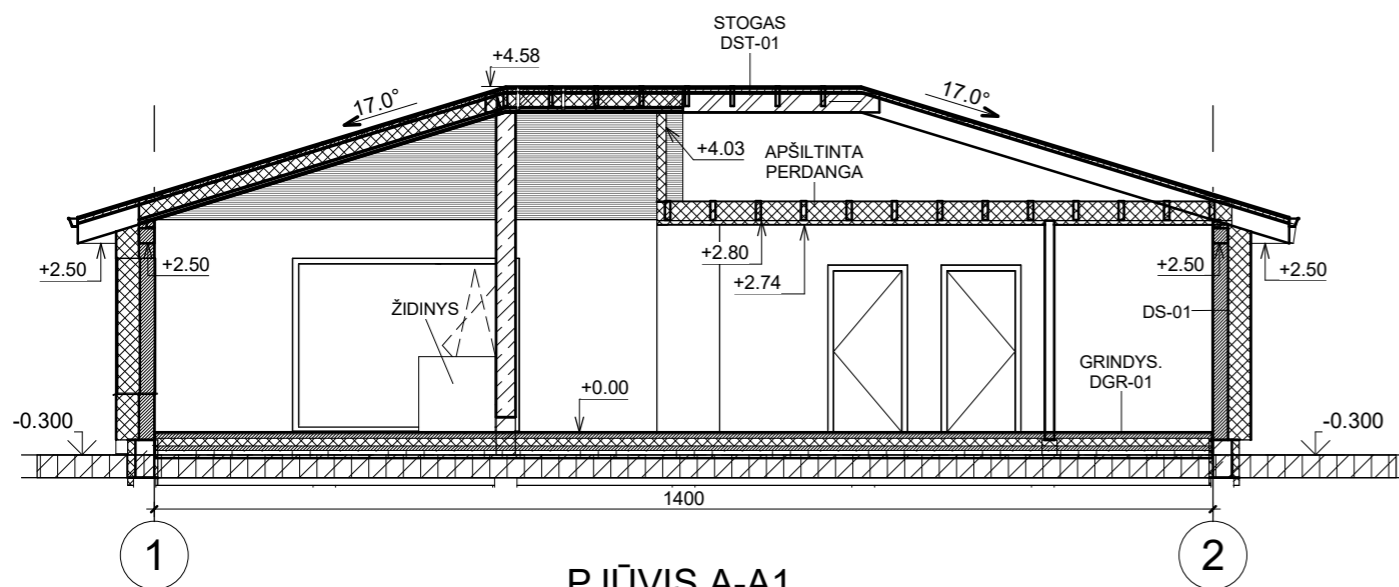 STOGAS
DST-01
+4.58
17.0°
17.0°
+4.03
APŠILTINTA
PERDANGA
+2.50
+2.50
+2.80
+2.50
+2.50
+2.74
ŽIDINYS
DS-01
GRINDYS.
DGR-01
+0.00
-0.300
-0.300
1400
1
2
PJŪVIS A-A1